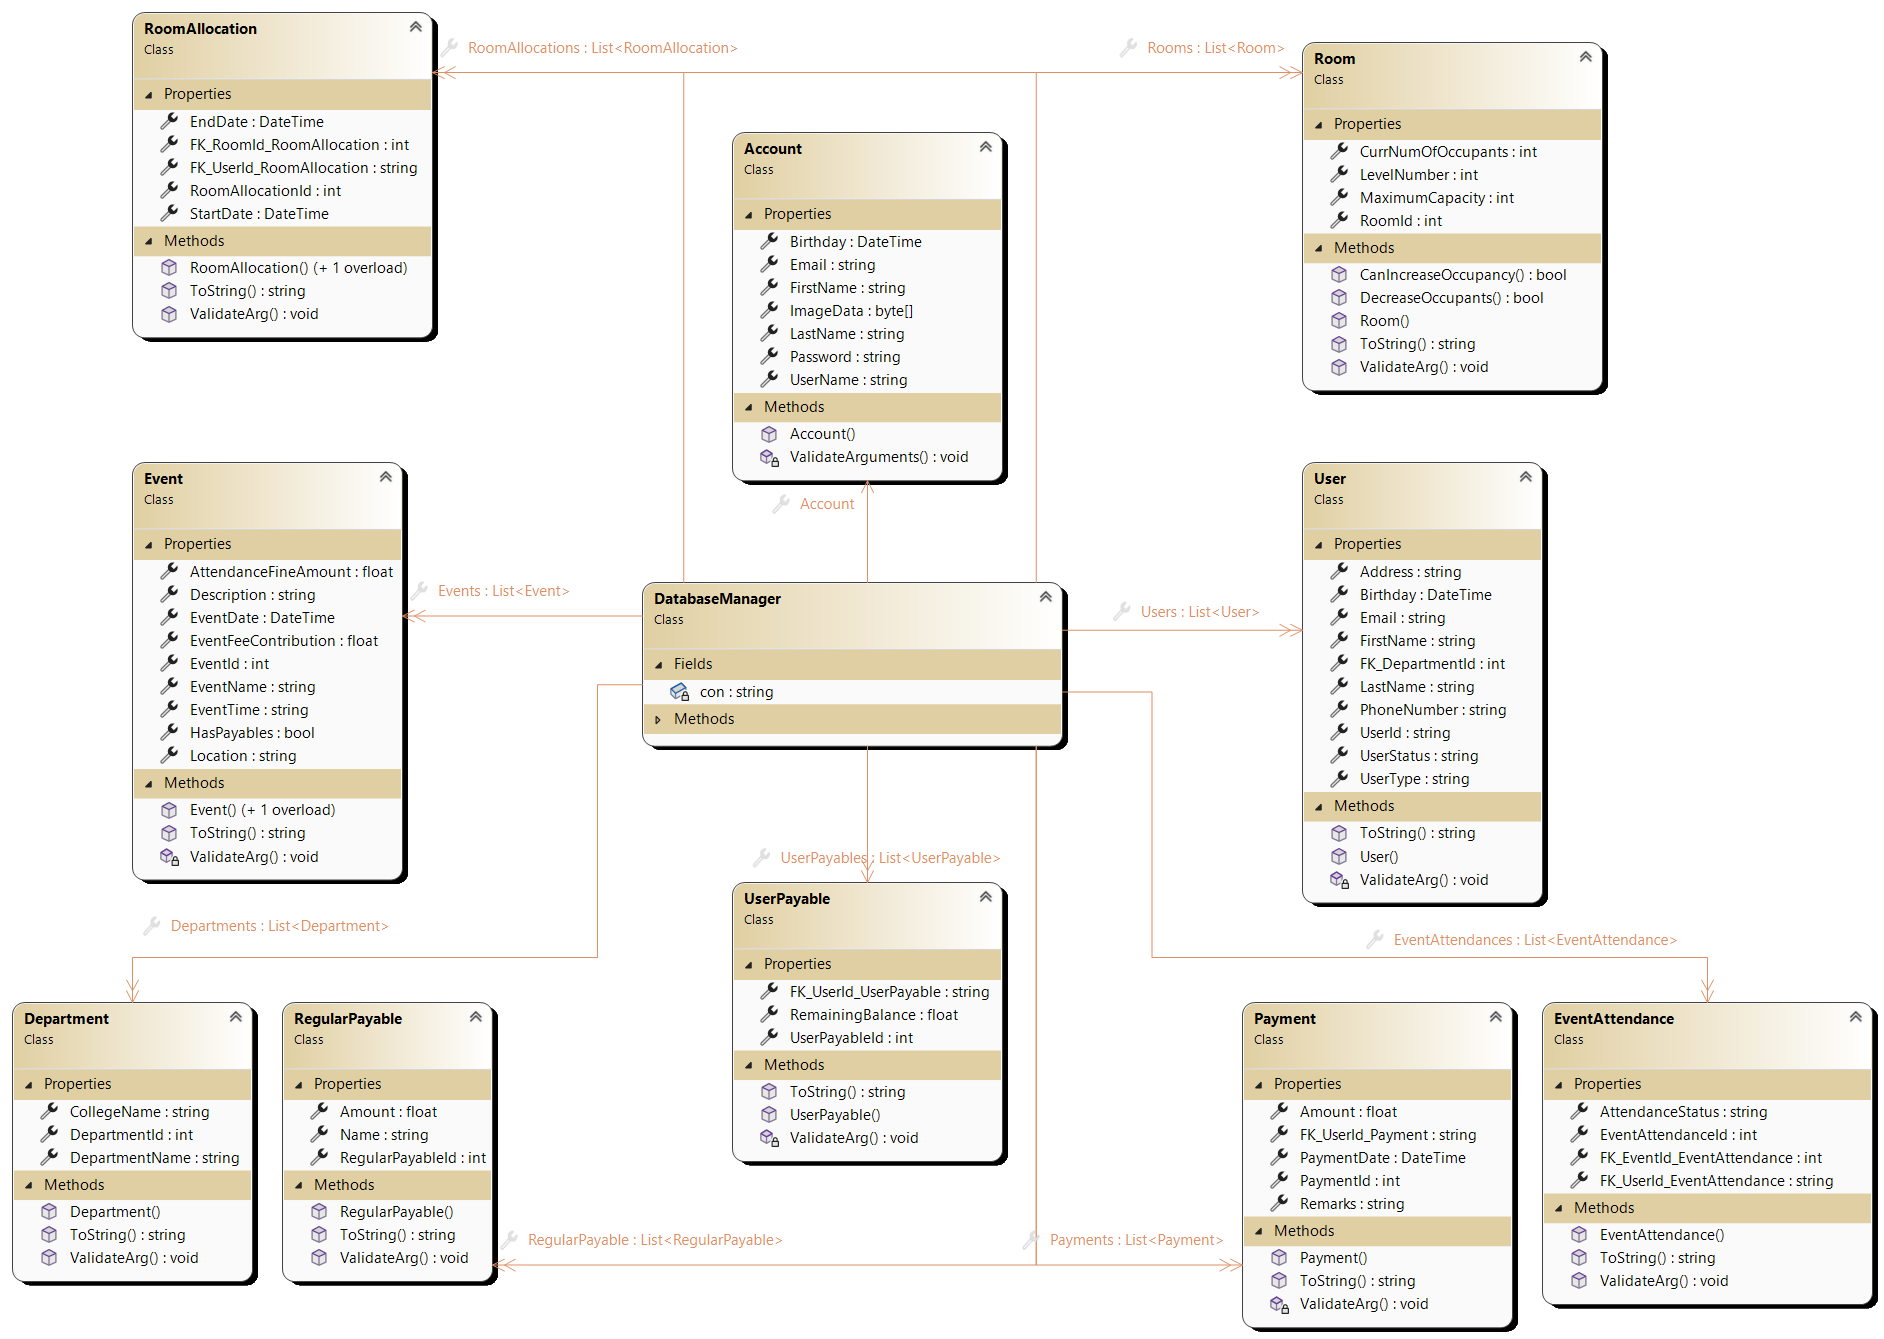 RoomAllocation
Class
Properties
EndDate : DateTime
FK_RoomId_RoomAllocation : int
FK_UserId_RoomAllocation : string
RoomAllocationId : int
StartDate : DateTime
Methods
RoomAllocation() (+ 1 overload)
ToString() : string
ValidateArg() : void
RoomAllocations : List<RoomAllocation>
Rooms : List<Room>
Room
Class
Properties
CurrNumOfOccupants : int
LevelNumber : int
MaximumCapacity : int
RoomId : int
Methods
CanIncreaseOccupancy() : bool
DecreaseOccupants() : bool
Room()
ToString() : string
ValidateArg() : void
Account
Class
Properties
Birthday : DateTime
Email : string
FirstName : string
ImageData : byte[]
LastName : string
Password : string
UserName : string
Methods
Account()
ValidateArguments() : void
Account
Event
Class
Properties
AttendanceFineAmount : float
Description : string
EventDate : DateTime
EventFeeContribution : float
EventId : int
EventName : string
EventTime : string
HasPayables : bool
Location : string
Methods
Event() (+ 1 overload)
ToString() : string
ValidateArg() : void
Events : List<Event>
DatabaseManager
Class
Fields
con : string
Methods
Users : List<User>
User
Class
Properties
Address : string
Birthday : DateTime
Email : string
FirstName : string
FK_DepartmentId : int
LastName : string
PhoneNumber : string
UserId : string
UserStatus : string
UserType : string
Methods
ToString() : string
User()
ValidateArg() : void
UserPayables : List<UserPayable>
UserPayable
Class
Properties
FK_UserId_UserPayable : string
RemainingBalance : float
UserPayableId : int
Methods
ToString() : string
UserPayable()
ValidateArg() : void
Departments : List<Department>
EventAttendances : List<EventAttendance>
Department
Class
Properties
CollegeName : string
DepartmentId : int
DepartmentName : string
Methods
Department()
ToString() : string
ValidateArg() : void
RegularPayable
Class
Properties
Amount : float
Name : string
RegularPayableId : int
Methods
RegularPayable()
ToString() : string
ValidateArg() : void
RegularPayable : List<RegularPayable>
Payments : List<Payment>
Payment
Class
Properties
Amount : float
FK_UserId_Payment : string
PaymentDate : DateTime
PaymentId : int
Remarks : string
Methods
Payment()
ToString() : string
ValidateArg() : void
EventAttendance
Class
Properties
AttendanceStatus : string
EventAttendanceId : int
FK_EventId_EventAttendance : int
FK_UserId_EventAttendance : string
Methods
EventAttendance()
ToString() : string
ValidateArg() : void